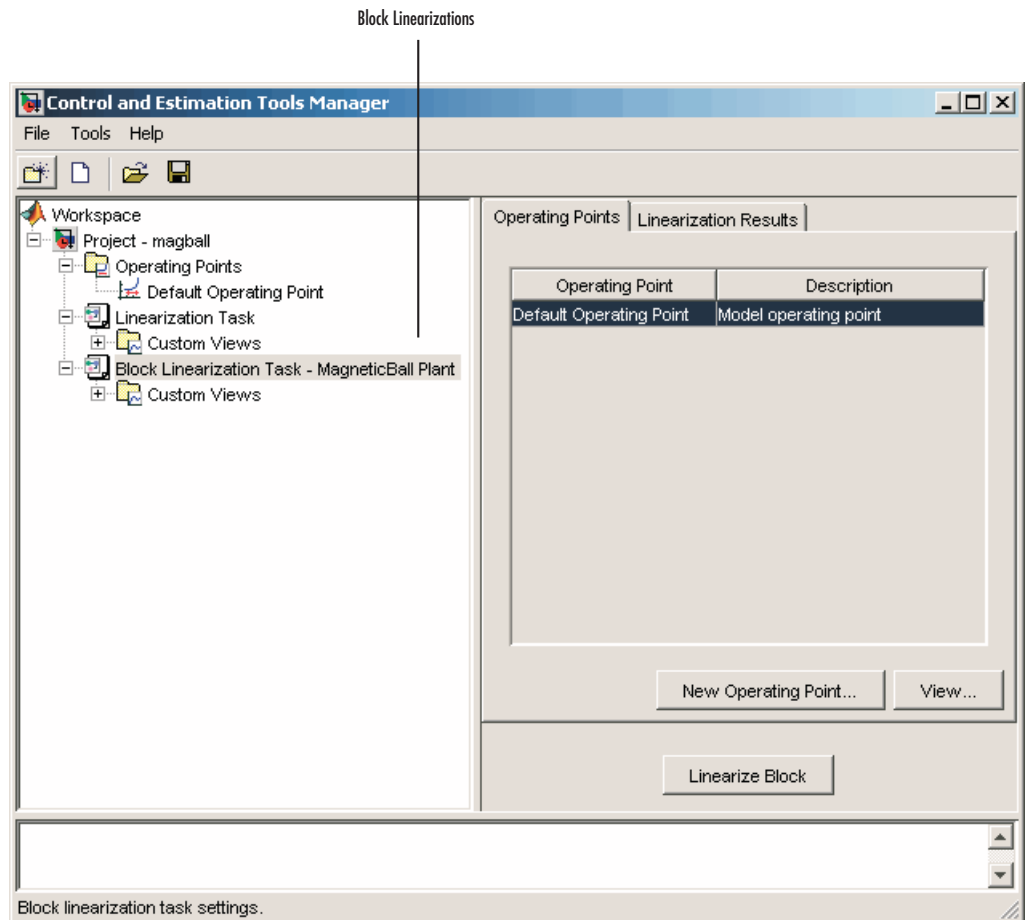 Block Linearizations
Control and Estimation Tools Manager
File Tools Help
Workspace
Project - magball
Operating Points
Default Operating Point
Linearization Task
Custom Views
Block Linearization Task - MagneticBall Plant
Custom Views
Operating Points Linearization Results
Operating Point Description
Default Operating Point Model operating point
New Operating Point... View...
Linearize Block
Block linearization task settings.